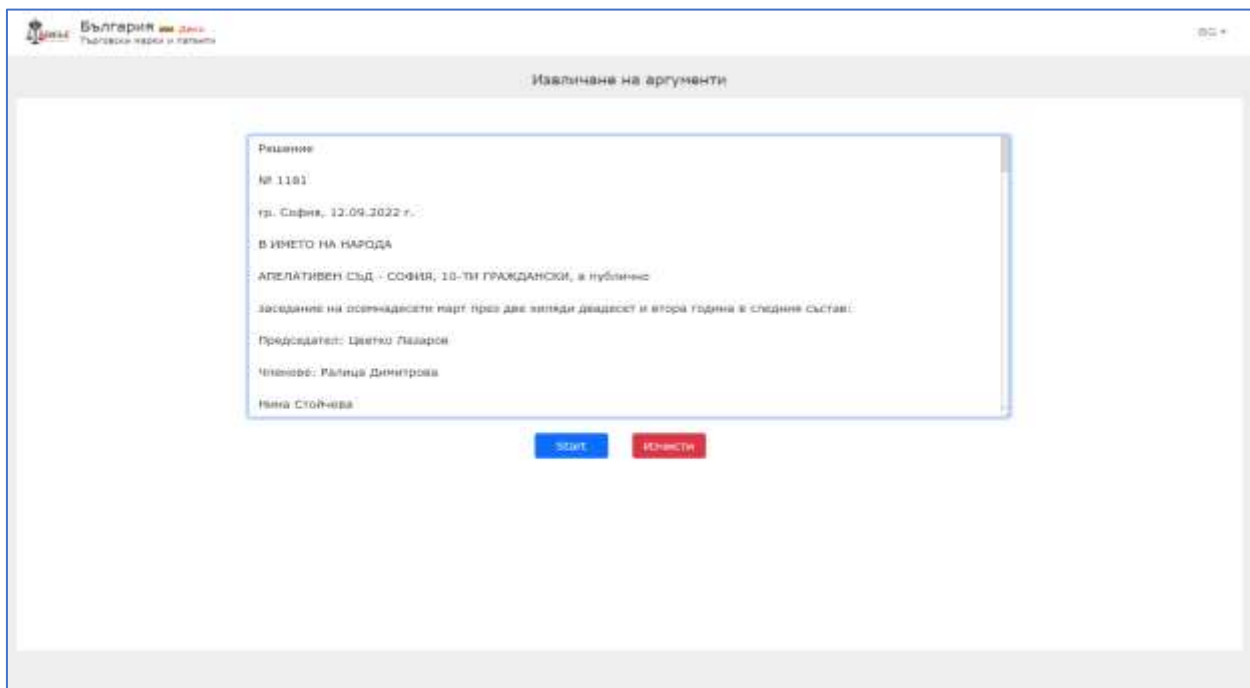 България Демо
Търговски марки и патенти
BG
Извличане на аргументи
Решение
№ 1181
гр. София, 12.09.2022 г.
В ИМЕТО НА НАРОДА
АПЕЛАТИВЕН СЪД - СОФИЯ, 10-ТИ ГРАЖДАНСКИ, в публично
заседание на осемнадесети март през две хиляди двадесет и втора година в следния състав:
Председател: Цветко Лазаров
Членове: Ралица Димитрова
Нина Стойчева
Start
Изчисти